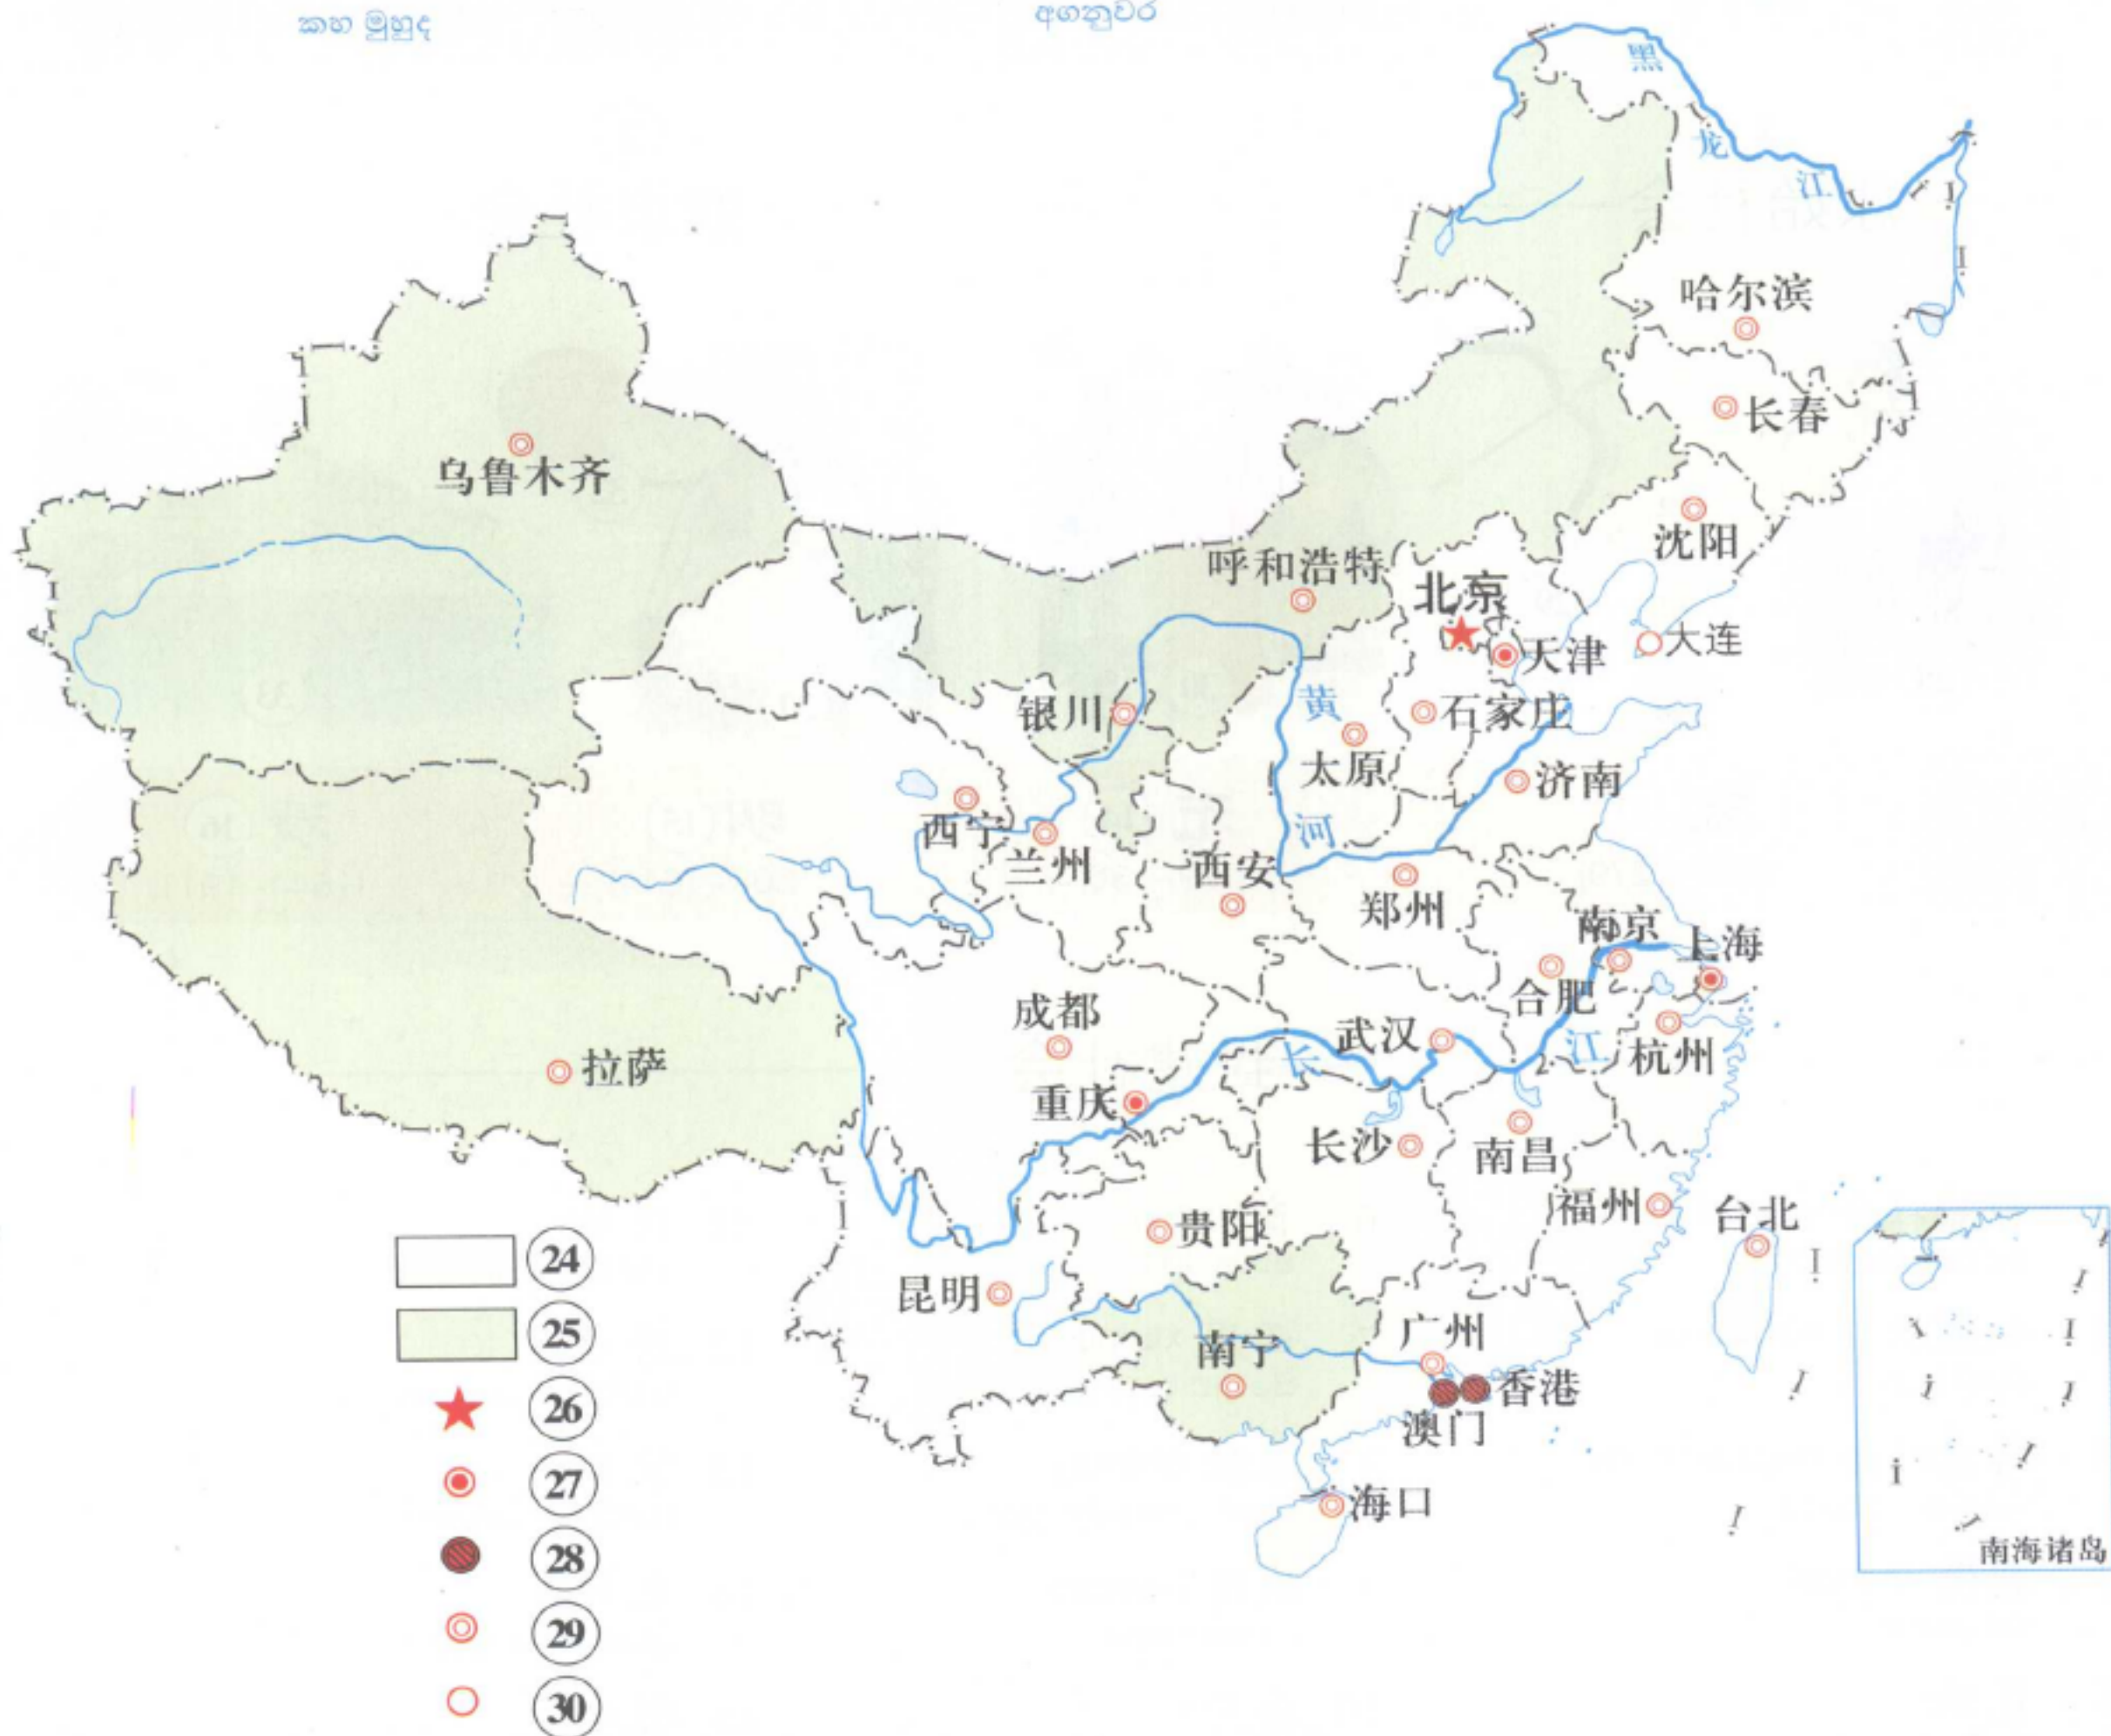 කහ මුහුද
අගනුවර
黑
龙
江
哈尔滨
长春
乌鲁木齐
沈阳
呼和浩特
北京
天津
大连
银川
黄
石家庄
太原
济南
河
西宁
兰州
西安
郑州
南京
上海
合肥
成都
武汉
长
江
杭州
拉萨
重庆
长沙
南昌
福州
台北
贵阳
昆明
广州
南宁
香港
澳门
海口
南海诸岛
24
25
26
27
28
29
30